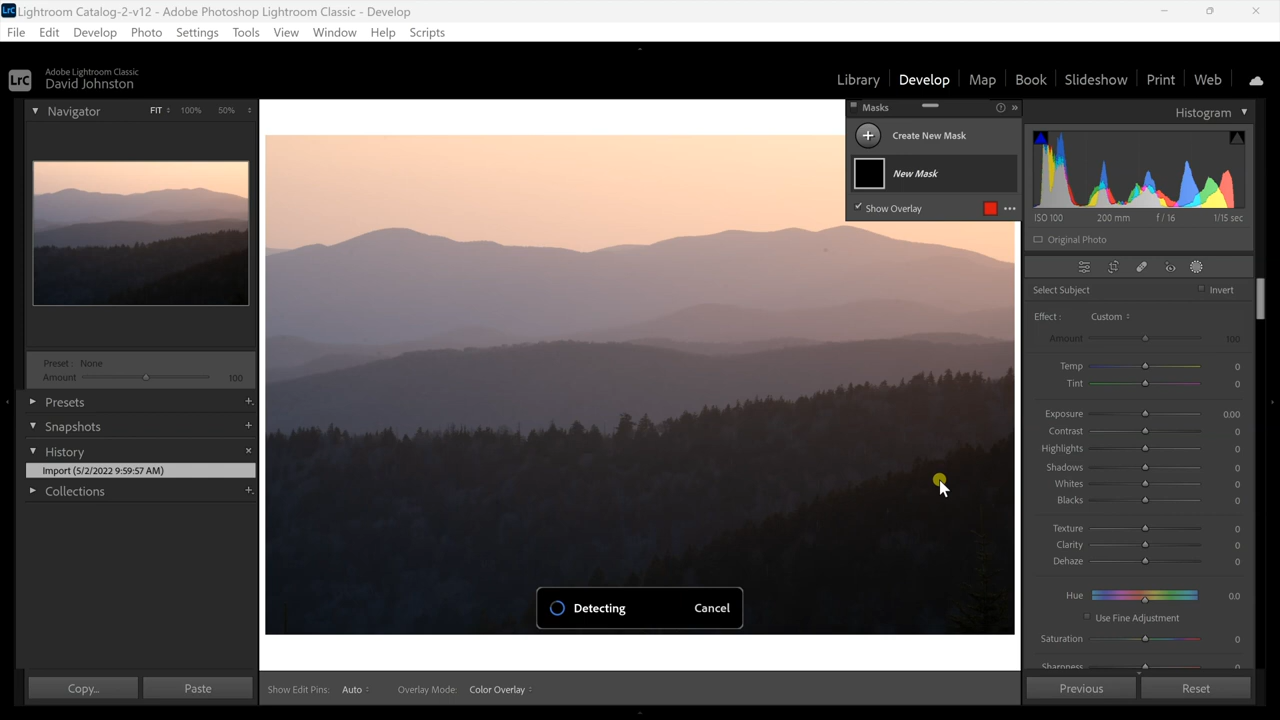 Lightroom Catalog-2-v12 - Adobe Photoshop Lightroom Classic - Develop
File Edit Develop Photo Settings Tools View Window Help Scripts
LrC
Adobe Lightroom Classic
David Johnston
Library Develop Map Book Slideshow Print Web
Navigator FIT 100% 50%
Preset : None
Amount 100
Presets
Snapshots
History
Import (5/2/2022 9:59:57 AM)
Collections
Copy... Paste
Masks
Create New Mask
New Mask
Show Overlay
Detecting Cancel
Show Edit Pins: Auto Overlay Mode: Color Overlay
Histogram
ISO 100 200 mm f / 16 1/15 sec
Original Photo
Select Subject Invert
Effect : Custom
Amount 100
Temp 0
Tint 0
Exposure 0.00
Contrast 0
Highlights 0
Shadows 0
Whites 0
Blacks 0
Texture 0
Clarity 0
Dehaze 0
Hue 0.0
Use Fine Adjustment
Saturation 0
Sharpness
Previous Reset